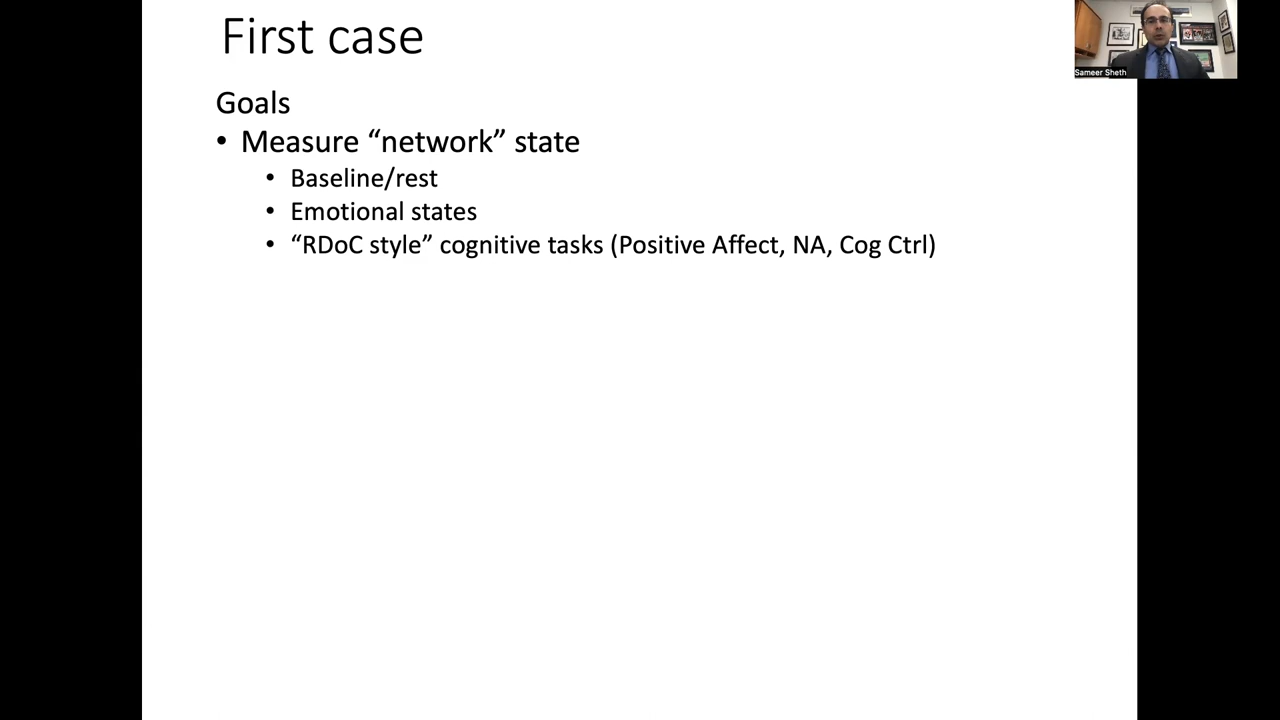 First case
Sameer Sheth
Goals
• Measure “network” state
• Baseline/rest
• Emotional states
• “RDoC style” cognitive tasks (Positive Affect, NA, Cog Ctrl)